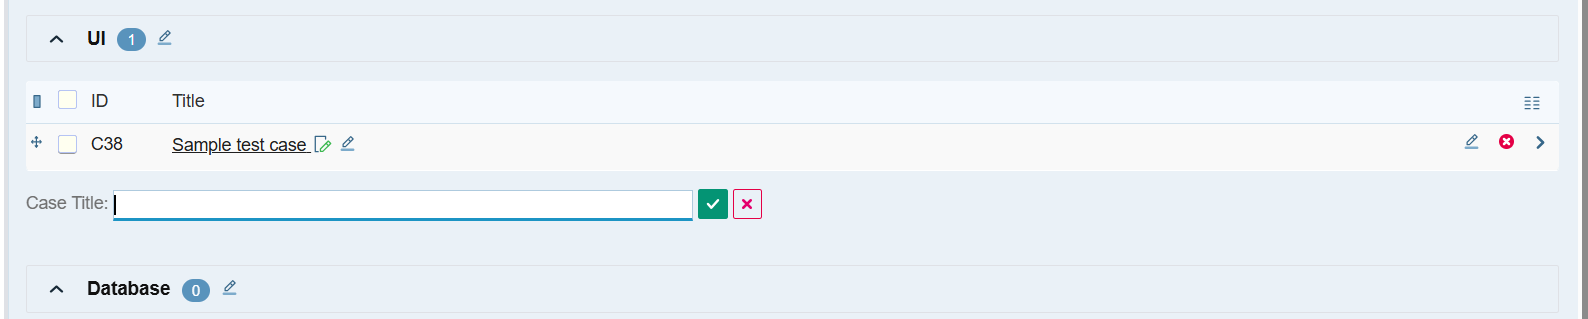 UI 1
ID Title
C38 Sample test case
Case Title:
Database 0